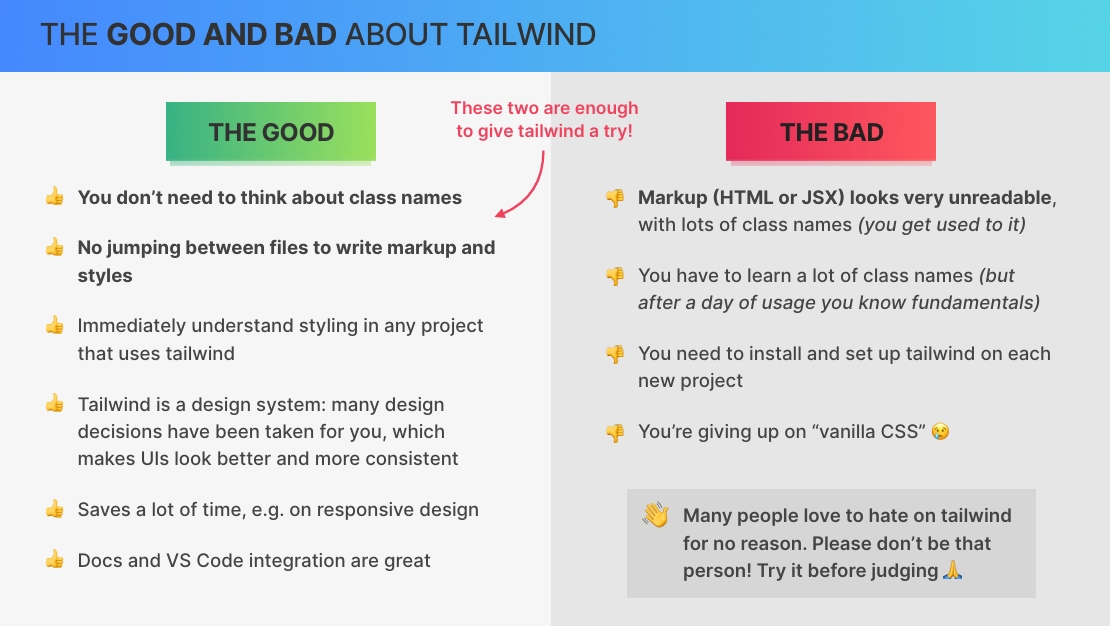 THE GOOD AND BAD ABOUT TAILWIND
These two are enough
to give tailwind a try!
THE GOOD
👍 You don’t need to think about class names
👍 No jumping between files to write markup and
styles
👍 Immediately understand styling in any project
that uses tailwind
👍 Tailwind is a design system: many design
decisions have been taken for you, which
makes UIs look better and more consistent
👍 Saves a lot of time, e.g. on responsive design
👍 Docs and VS Code integration are great
THE BAD
👎 Markup (HTML or JSX) looks very unreadable,
with lots of class names (you get used to it)
👎 You have to learn a lot of class names (but
after a day of usage you know fundamentals)
👎 You need to install and set up tailwind on each
new project
👎 You’re giving up on “vanilla CSS” 😢
👋 Many people love to hate on tailwind
for no reason. Please don’t be that
person! Try it before judging 🙏